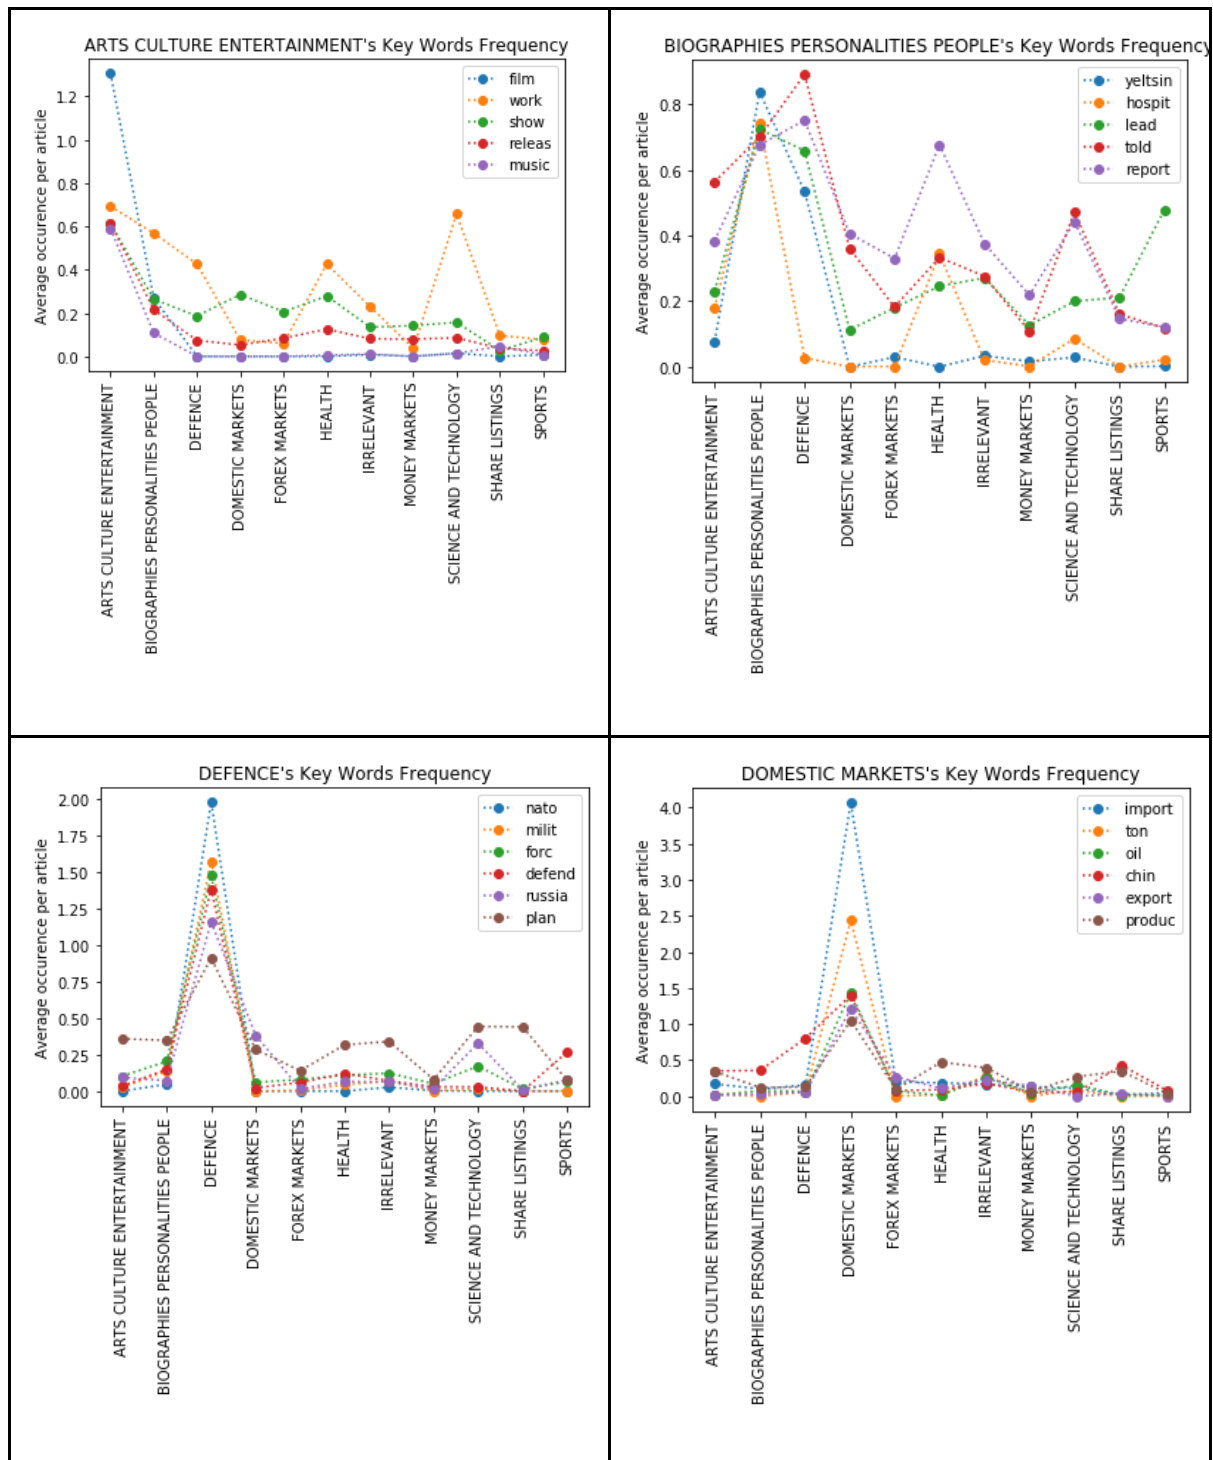 ARTS CULTURE ENTERTAINMENT's Key Words Frequency
Average occurence per article
1.2
1.0
0.8
0.6
0.4
0.2
0.0
film
work
show
releas
music
ARTS CULTURE ENTERTAINMENT
BIOGRAPHIES PERSONALITIES PEOPLE
DEFENCE
DOMESTIC MARKETS
FOREX MARKETS
HEALTH
IRRELEVANT
MONEY MARKETS
SCIENCE AND TECHNOLOGY
SHARE LISTINGS
SPORTS
BIOGRAPHIES PERSONALITIES PEOPLE's Key Words Frequency
Average occurence per article
0.8
0.6
0.4
0.2
0.0
yeltsin
hospit
lead
told
report
ARTS CULTURE ENTERTAINMENT
BIOGRAPHIES PERSONALITIES PEOPLE
DEFENCE
DOMESTIC MARKETS
FOREX MARKETS
HEALTH
IRRELEVANT
MONEY MARKETS
SCIENCE AND TECHNOLOGY
SHARE LISTINGS
SPORTS
DEFENCE's Key Words Frequency
Average occurence per article
2.00
1.75
1.50
1.25
1.00
0.75
0.50
0.25
0.00
nato
milit
forc
defend
russia
plan
ARTS CULTURE ENTERTAINMENT
BIOGRAPHIES PERSONALITIES PEOPLE
DEFENCE
DOMESTIC MARKETS
FOREX MARKETS
HEALTH
IRRELEVANT
MONEY MARKETS
SCIENCE AND TECHNOLOGY
SHARE LISTINGS
SPORTS
DOMESTIC MARKETS's Key Words Frequency
Average occurence per article
4.0
3.5
3.0
2.5
2.0
1.5
1.0
0.5
0.0
import
ton
oil
chin
export
produc
ARTS CULTURE ENTERTAINMENT
BIOGRAPHIES PERSONALITIES PEOPLE
DEFENCE
DOMESTIC MARKETS
FOREX MARKETS
HEALTH
IRRELEVANT
MONEY MARKETS
SCIENCE AND TECHNOLOGY
SHARE LISTINGS
SPORTS